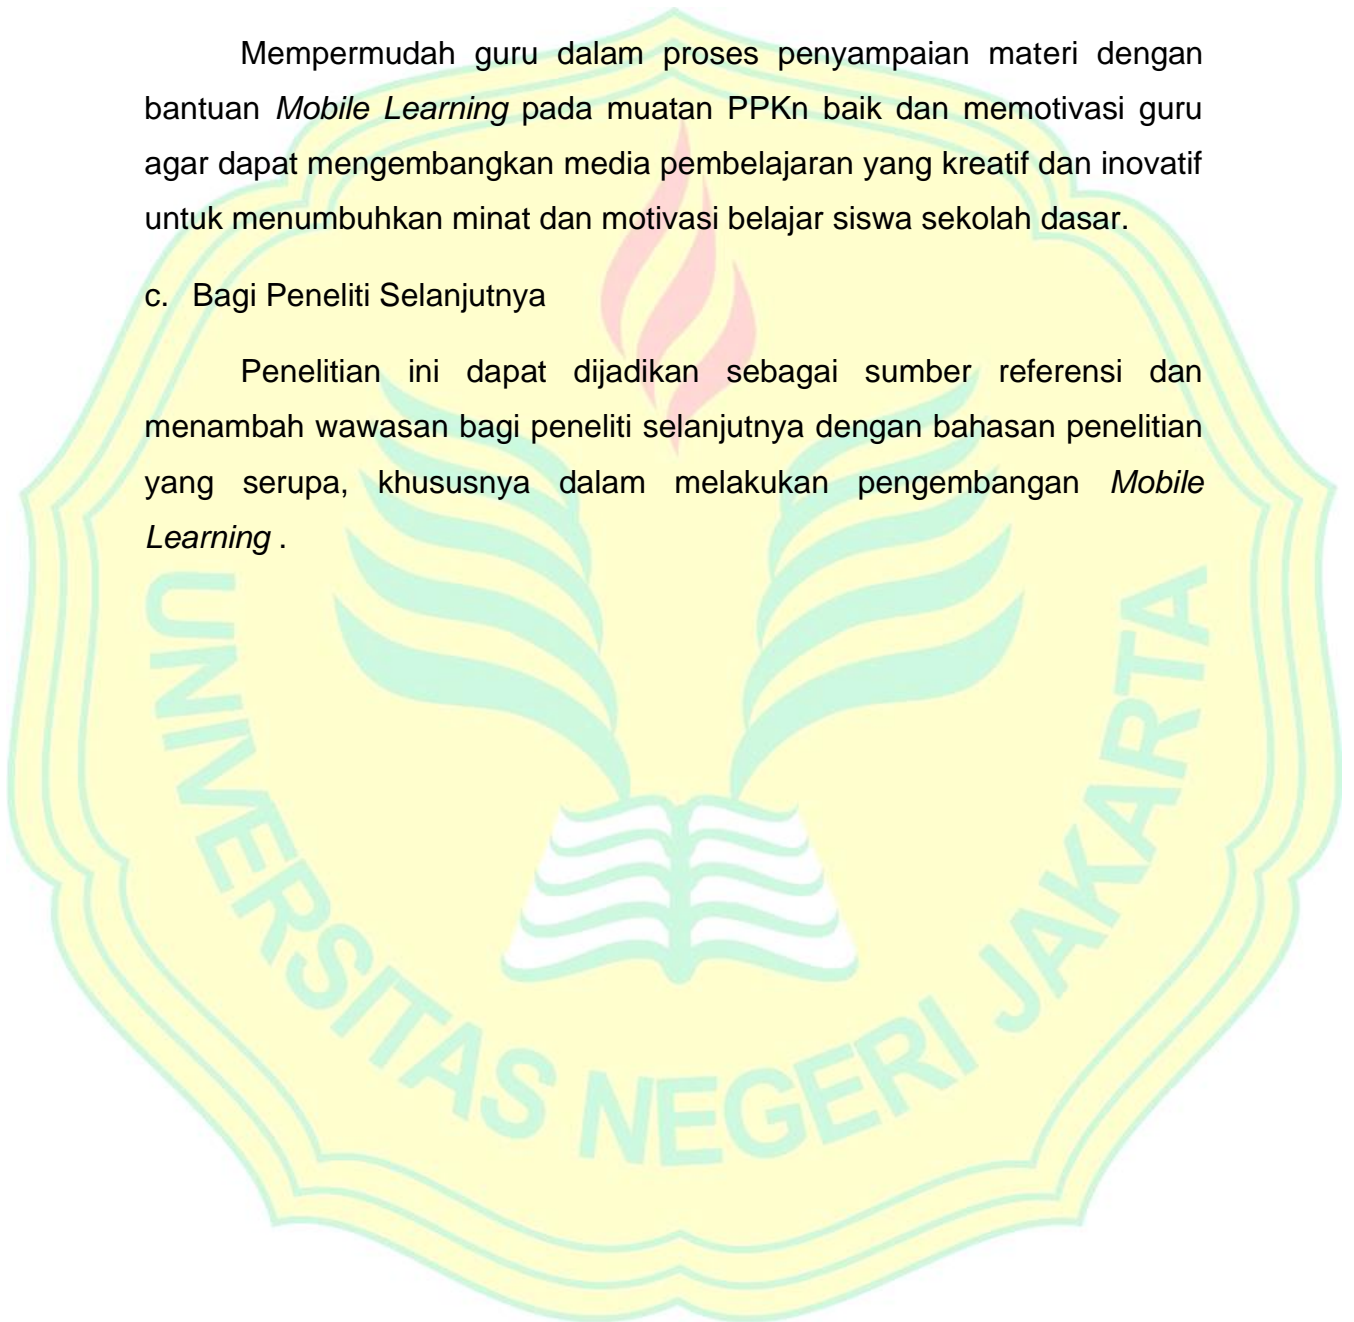 Mempermudah guru dalam proses penyampaian materi dengan
bantuan Mobile Learning pada muatan PPKn baik dan memotivasi guru
agar dapat mengembangkan media pembelajaran yang kreatif dan inovatif
untuk menumbuhkan minat dan motivasi belajar siswa sekolah dasar.
c. Bagi Peneliti Selanjutnya
Penelitian ini dapat dijadikan sebagai sumber referensi dan
menambah wawasan bagi peneliti selanjutnya dengan bahasan penelitian
yang serupa, khususnya dalam melakukan pengembangan Mobile
Learning .
UNIVERSITAS NEGERI JAKARTA